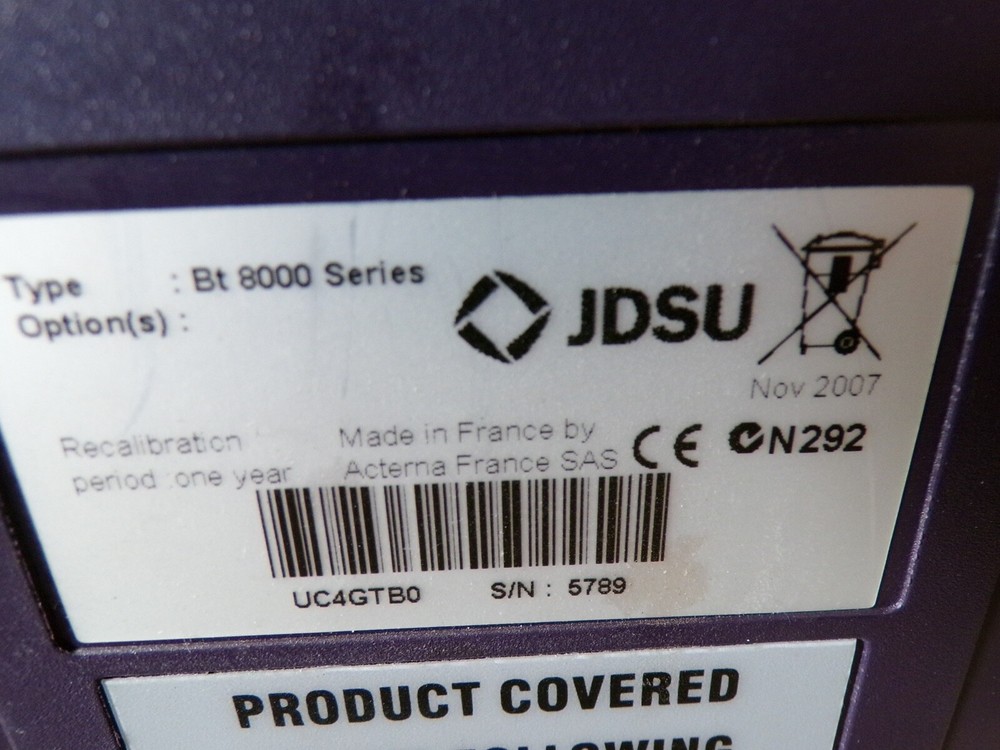 Type : Bt 8000 Series
Option(s) :
JDSU
Nov 2007
Recalibration
period :one year
Made in France by
Acterna France SAS
CE N292
UC4GTB0 S/N : 5789
PRODUCT COVERED
FOLLOWING